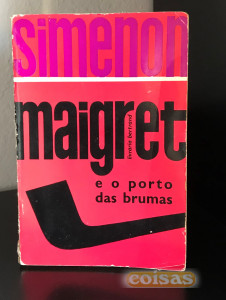 simenon
maigret
Livraria Bertrand
e o porto
das brumas
coisas